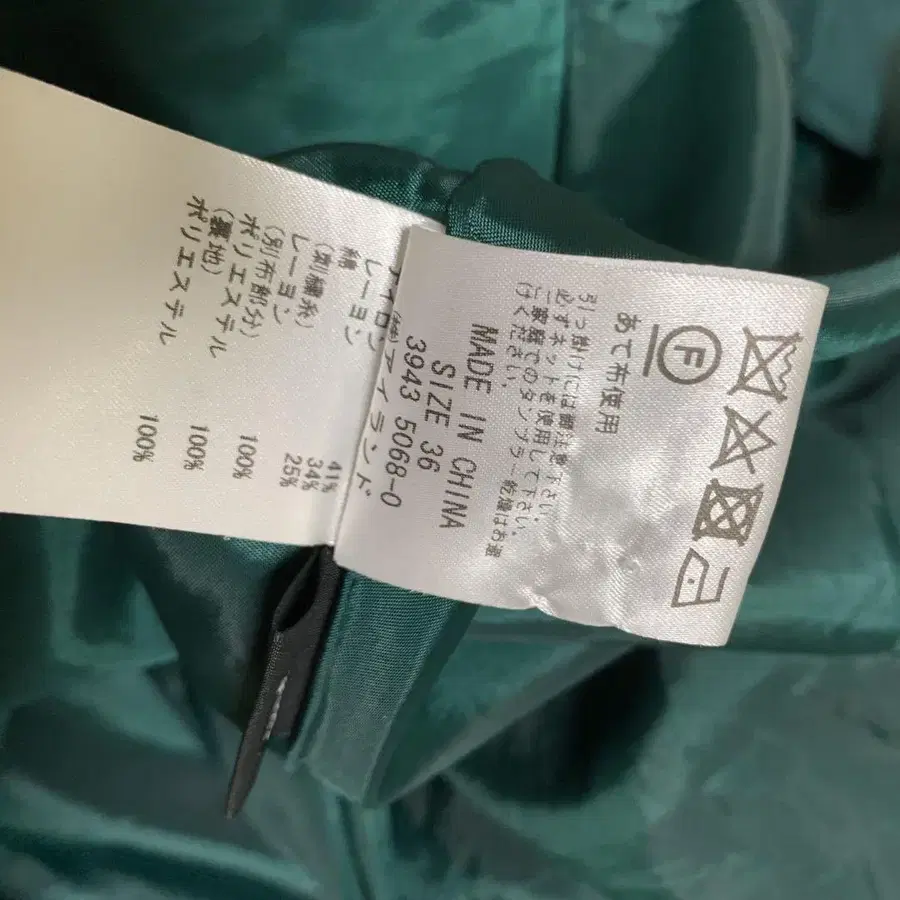 F
あて布使用
引っ掛けには御注意下さい。
必ずネットを使用して下さい。
ご家庭でのタンブラー乾燥はお避
けください。
MADE IN CHINA
SIZE 36
3943 5068-0
(株)アイランド
ナイロン 41%
レーヨン 34%
綿 25%
(刺繍糸)
レーヨン 100%
(別布部分)
ポリエステル 100%
(裏地)
ポリエステル 100%